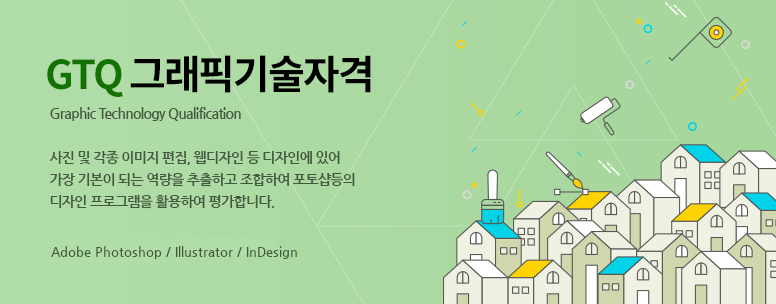 GTQ 그래픽기술자격
Graphic Technology Qualification
사진 및 각종 이미지 편집, 웹디자인 등 디자인에 있어
가장 기본이 되는 역량을 추출하고 조합하여 포토샵등의
디자인 프로그램을 활용하여 평가합니다.
Adobe Photoshop / Illustrator / InDesign